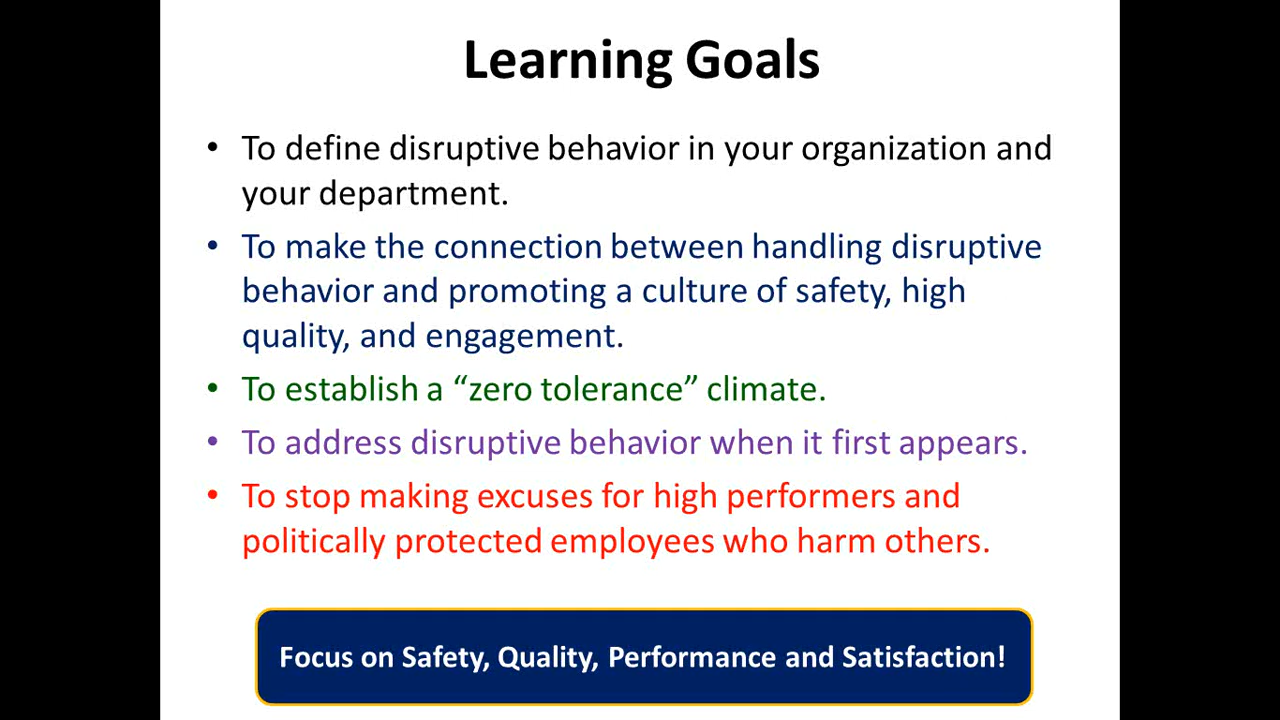 Learning Goals
• To define disruptive behavior in your organization and
your department.
• To make the connection between handling disruptive
behavior and promoting a culture of safety, high
quality, and engagement.
• To establish a “zero tolerance” climate.
• To address disruptive behavior when it first appears.
• To stop making excuses for high performers and
politically protected employees who harm others.
Focus on Safety, Quality, Performance and Satisfaction!